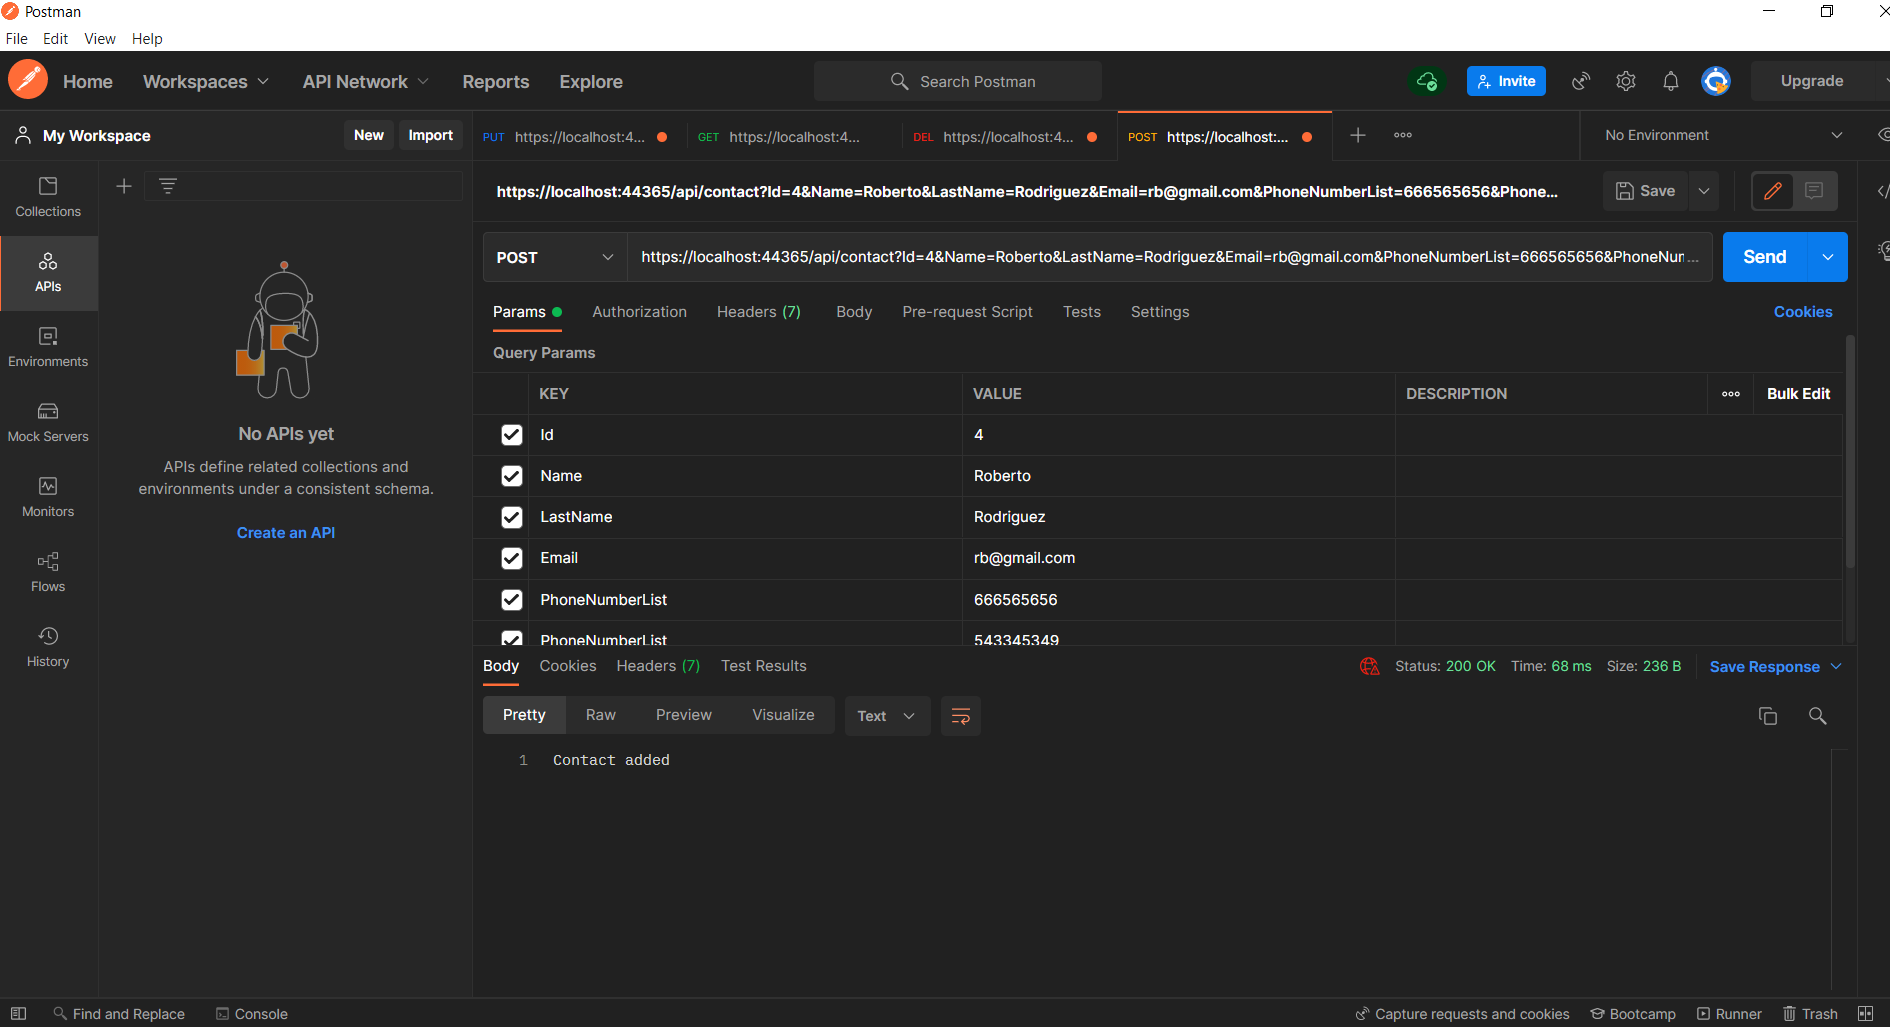 Postman
File Edit View Help
Home Workspaces API Network Reports Explore Search Postman Invite Upgrade
My Workspace New Import
PUT https://localhost:4... GET https://localhost:4... DEL https://localhost:4... POST https://localhost:... No Environment
Collections
APIs
Environments
Mock Servers
Monitors
Flows
History
No APIs yet
APIs define related collections and
environments under a consistent schema.
Create an API
https://localhost:44365/api/contact?Id=4&Name=Roberto&LastName=Rodriguez&Email=rb@gmail.com&PhoneNumberList=666565656&Phone... Save
POST https://localhost:44365/api/contact?Id=4&Name=Roberto&LastName=Rodriguez&Email=rb@gmail.com&PhoneNumberList=666565656&PhoneNur... Send
Params Authorization Headers (7) Body Pre-request Script Tests Settings Cookies
Query Params
KEY VALUE DESCRIPTION Bulk Edit
Id 4
Name Roberto
LastName Rodriguez
Email rb@gmail.com
PhoneNumberList 666565656
PhoneNumberList 543345349
Body Cookies Headers (7) Test Results Status: 200 OK Time: 68 ms Size: 236 B Save Response
Pretty Raw Preview Visualize Text
1 Contact added
Find and Replace Console Capture requests and cookies Bootcamp Runner Trash